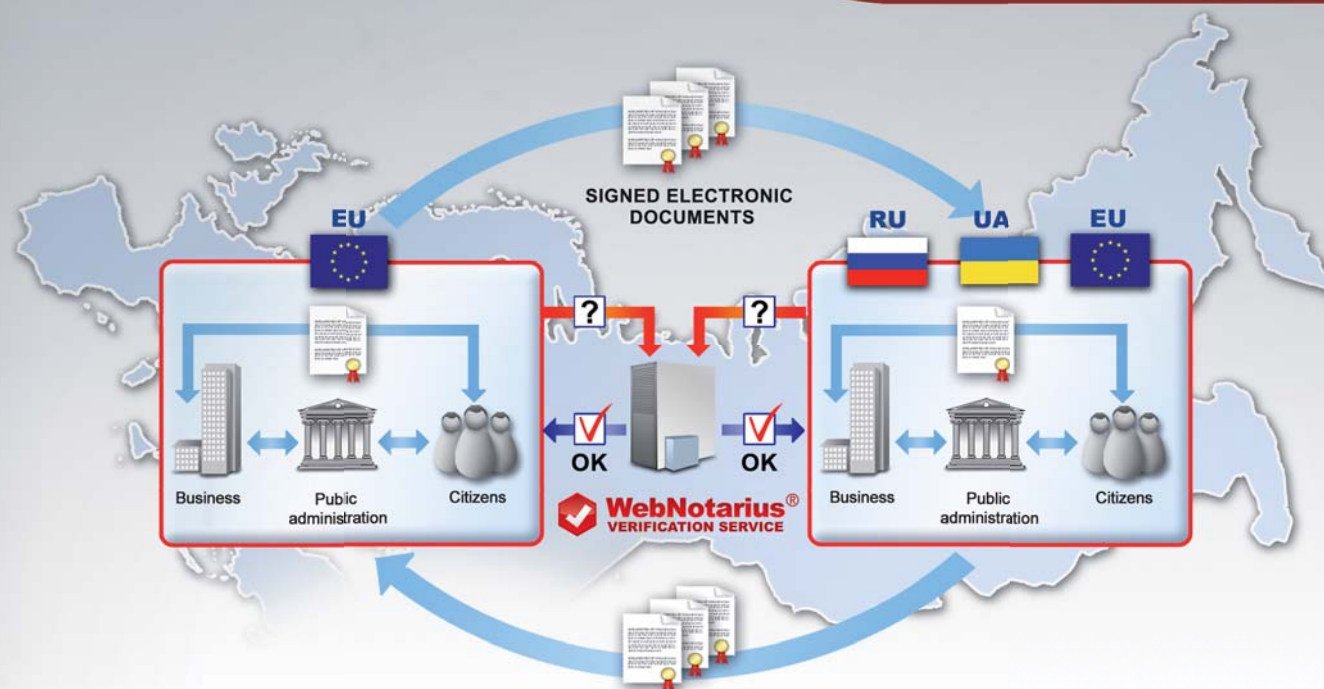 SIGNED ELECTRONIC
DOCUMENTS
EU
RU
UA
EU
?
?
OK
OK
Business
Public
administration
Citizens
WebNotarius®
VERIFICATION SERVICE
Business
Public
administration
Citizens